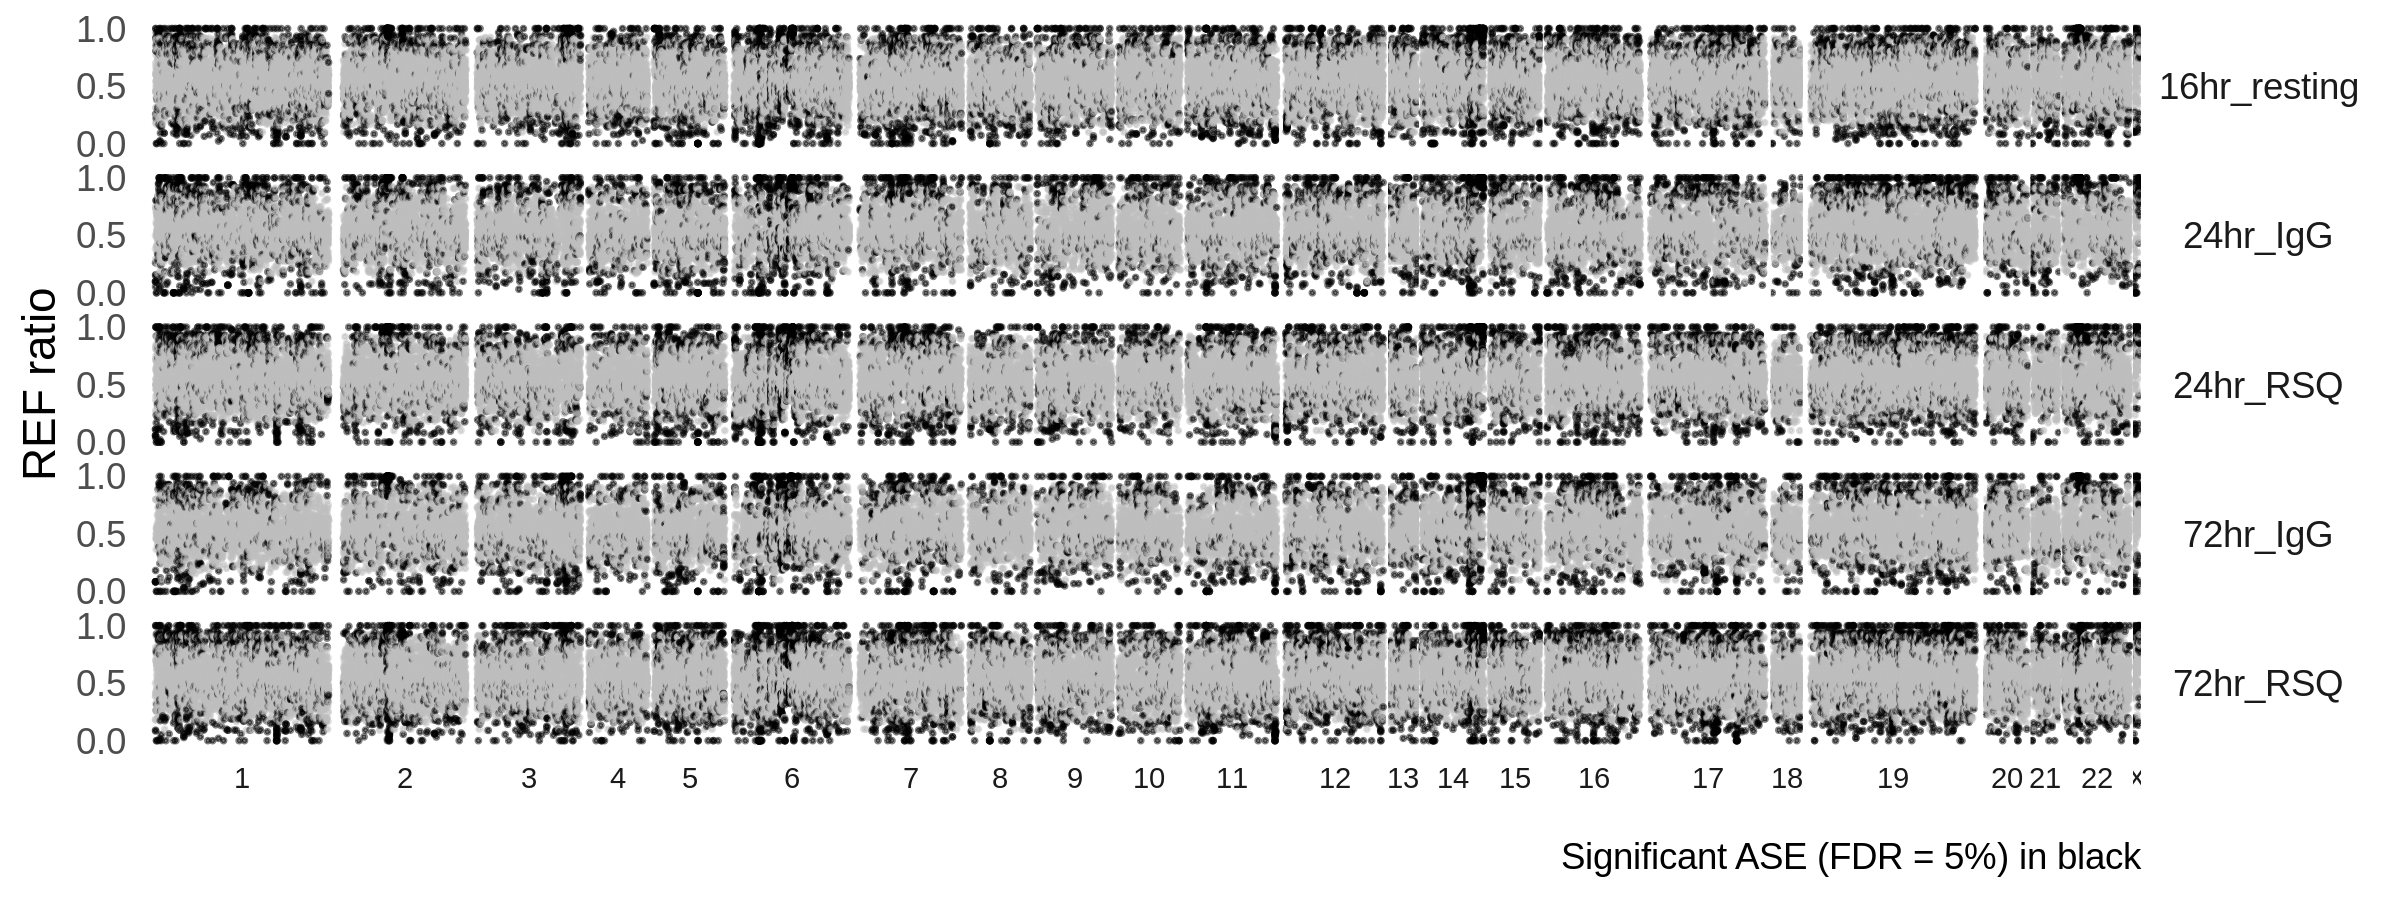 REF ratio
1.0
0.5
0.0
16hr_resting
1.0
0.5
0.0
24hr_IgG
1.0
0.5
0.0
24hr_RSQ
1.0
0.5
0.0
72hr_IgG
1.0
0.5
0.0
72hr_RSQ
1 2 3 4 5 6 7 8 9 10 11 12 13 14 15 16 17 18 19 20 21 22
Significant ASE (FDR = 5%) in black